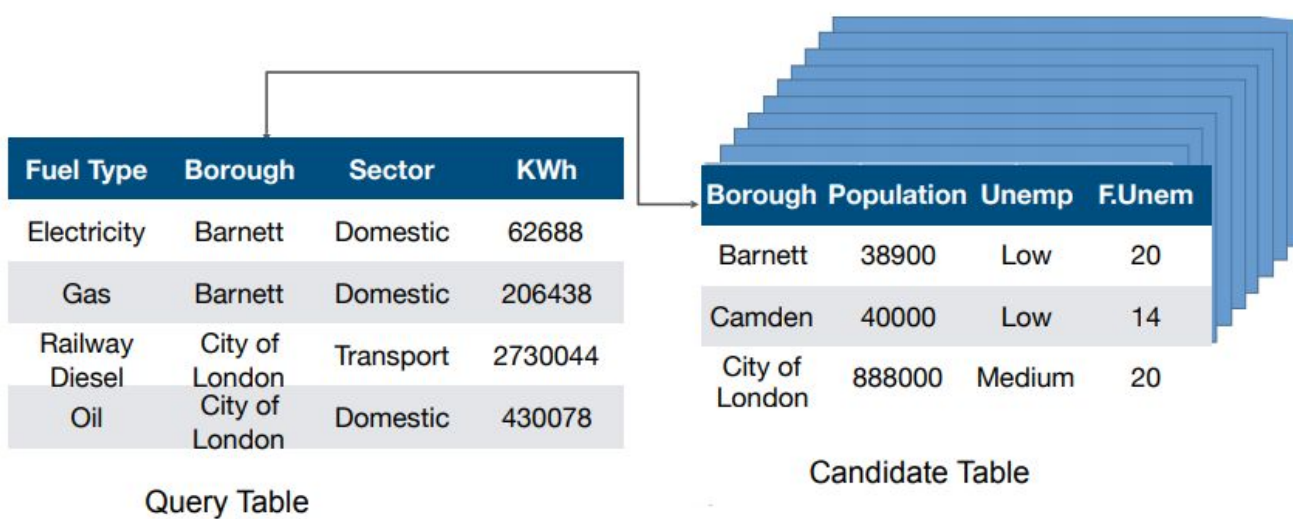 Fuel Type Borough Sector KWh
Electricity Barnett Domestic 62688
Gas Barnett Domestic 206438
Railway Diesel City of London Transport 2730044
Oil City of London Domestic 430078
Query Table
Borough Population Unemp F.Unem
Barnett 38900 Low 20
Camden 40000 Low 14
City of London 888000 Medium 20
Candidate Table